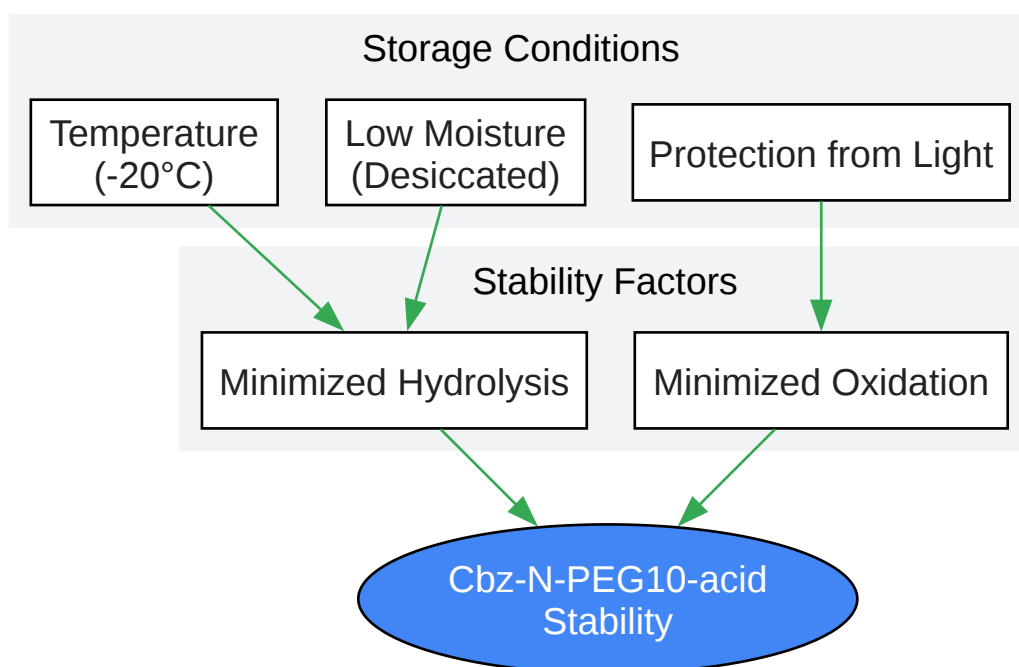 Storage Conditions
Temperature
(-20°C)
Low Moisture
(Desiccated)
Protection from Light
Stability Factors
Minimized Hydrolysis
Minimized Oxidation
Cbz-N-PEG10-acid
Stability